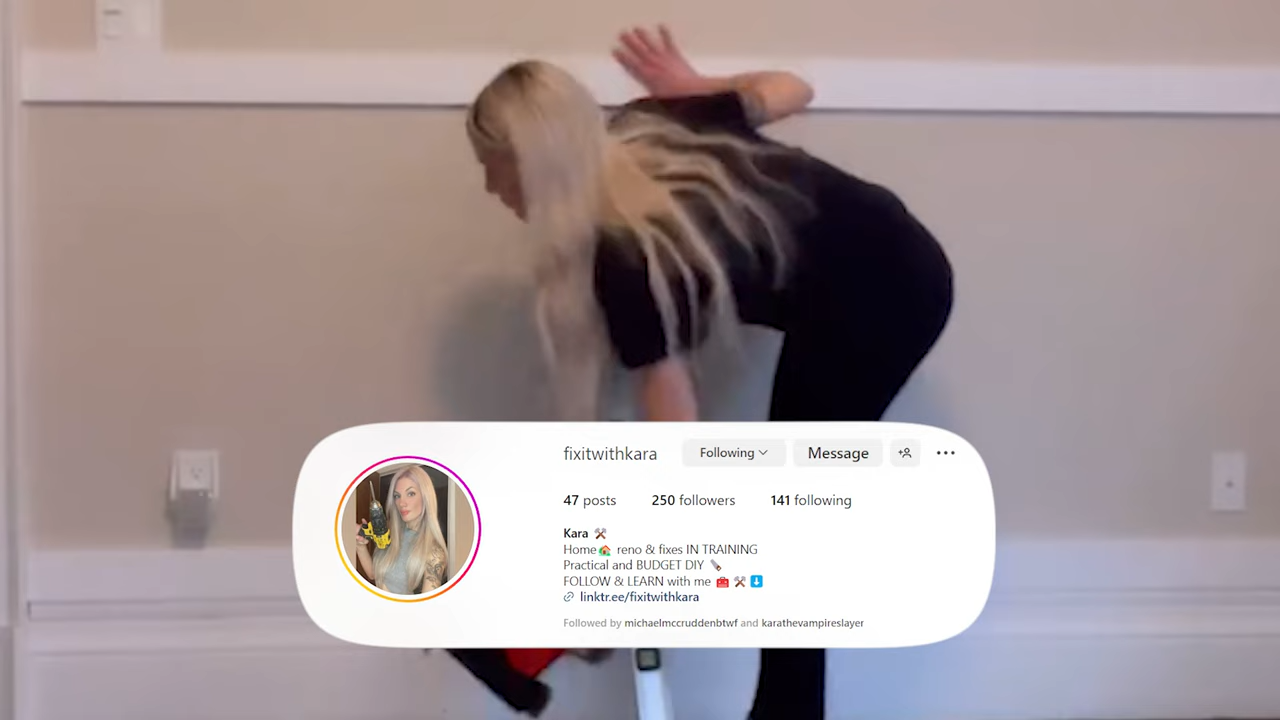 fixitwithkara Following Message
47 posts 250 followers 141 following
Kara
Home reno & fixes IN TRAINING
Practical and BUDGET DIY
FOLLOW & LEARN with me
linktr.ee/fixitwithkara
Followed by michaelmccruddenbtwf and karathevampireslayer